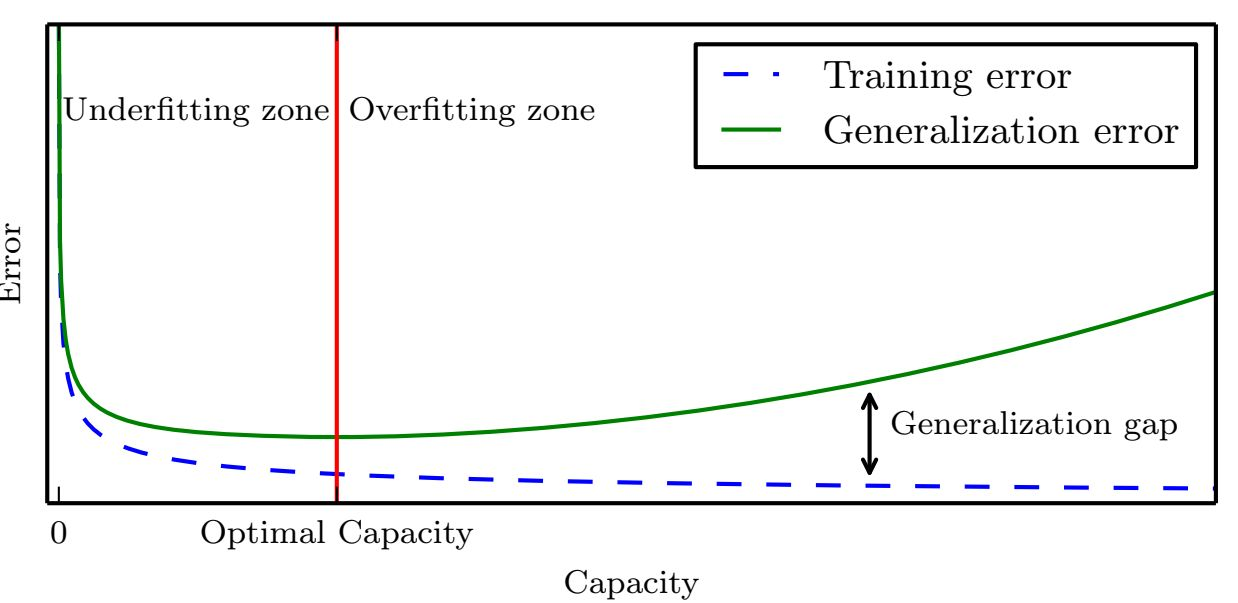 Training error
Generalization error
Underfitting zone
Overfitting zone
Error
Generalization gap
0
Optimal Capacity
Capacity